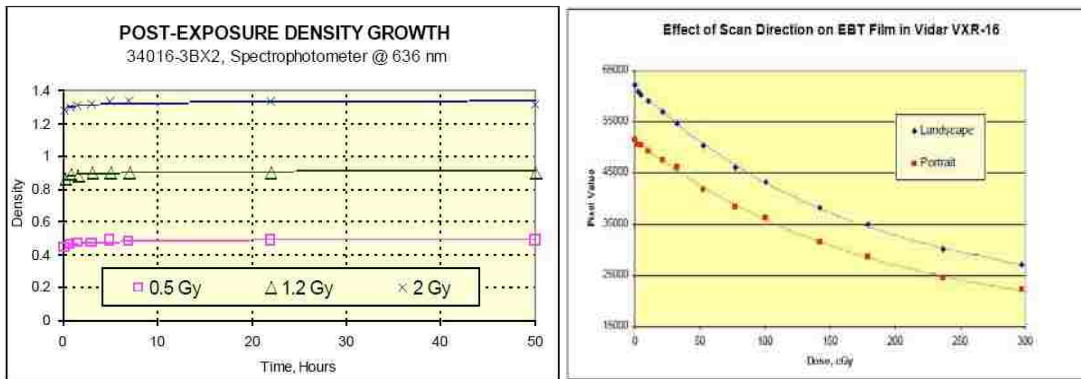 POST-EXPOSURE DENSITY GROWTH
34016-3BX2, Spectrophotometer @ 636 nm
Density
1.4
1.2
1
0.8
0.6
0.4
0.2
0
0.5 Gy 1.2 Gy 2 Gy
0 10 20 30 40 50
Time, Hours
Effect of Scan Direction on EBT Film in Vidar VXR-16
Pixel Value
65000
45000
35000
25000
15000
Landscape
Portrait
0 50 100 150 200 250 300
Dose, cGy